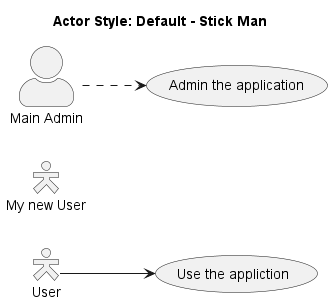 Actor Style: Default - Stick Man
Admin the application
Main Admin
My new User
Use the appliction
User